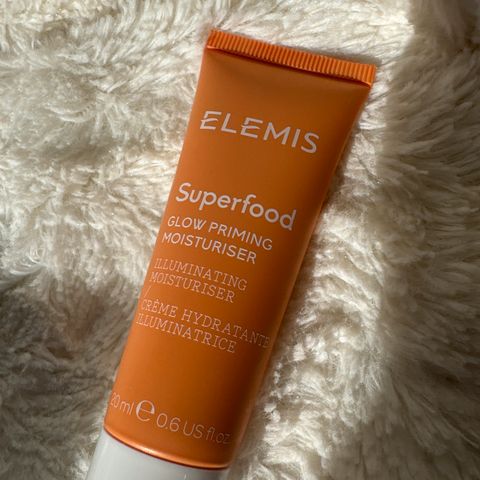 ELEMIS
Superfood
GLOW PRIMING
MOISTURISER
ILLUMINATING
MOISTURISER
CRÈME HYDRATANTE
ILLUMINATRICE
20 ml ℮ 0.6 US fl.oz.